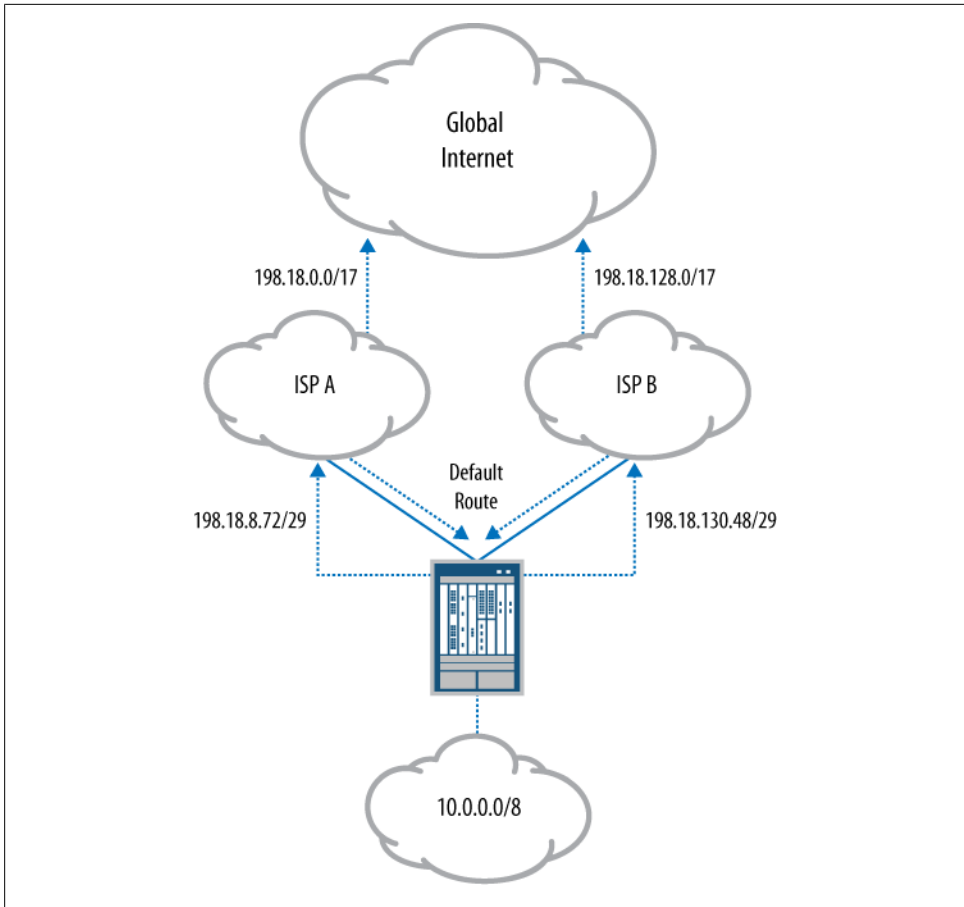 Global
Internet
198.18.0.0/17
198.18.128.0/17
ISP A
ISP B
Default
Route
198.18.8.72/29
198.18.130.48/29
10.0.0.0/8